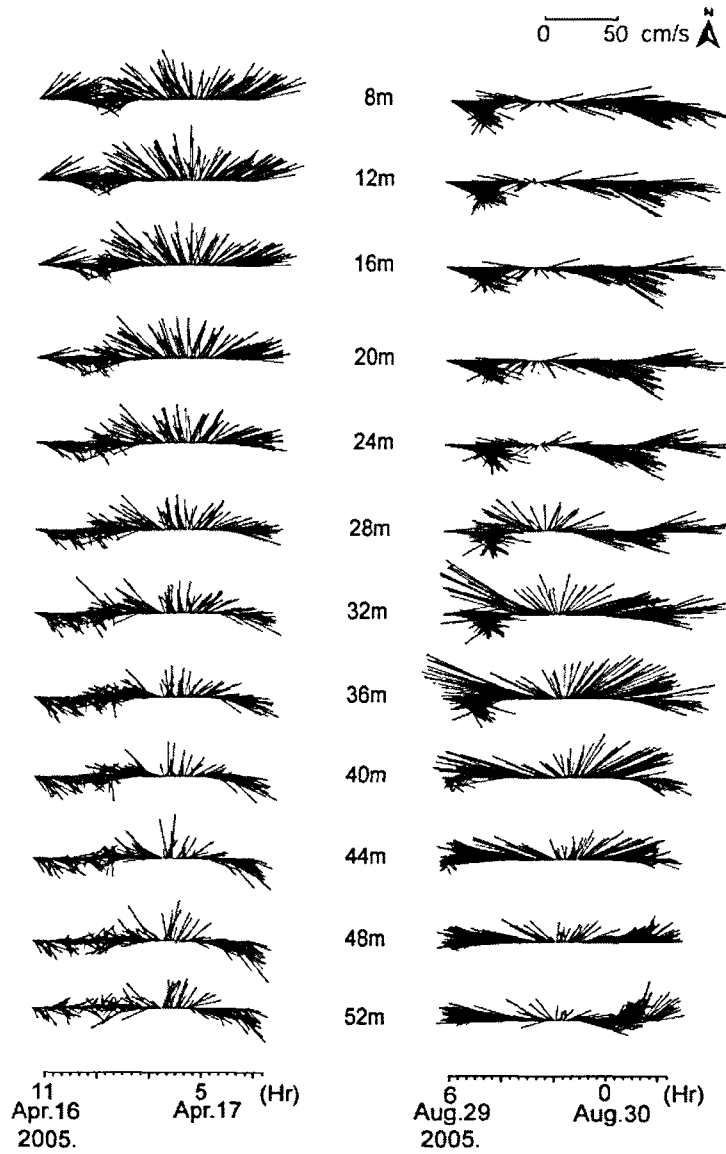 N
0 50 cm/s
8m
12m
16m
20m
24m
28m
32m
36m
40m
44m
48m
52m
11 5 (Hr)
Apr.16 Apr.17
2005.
6 0 (Hr)
Aug.29 Aug.30
2005.